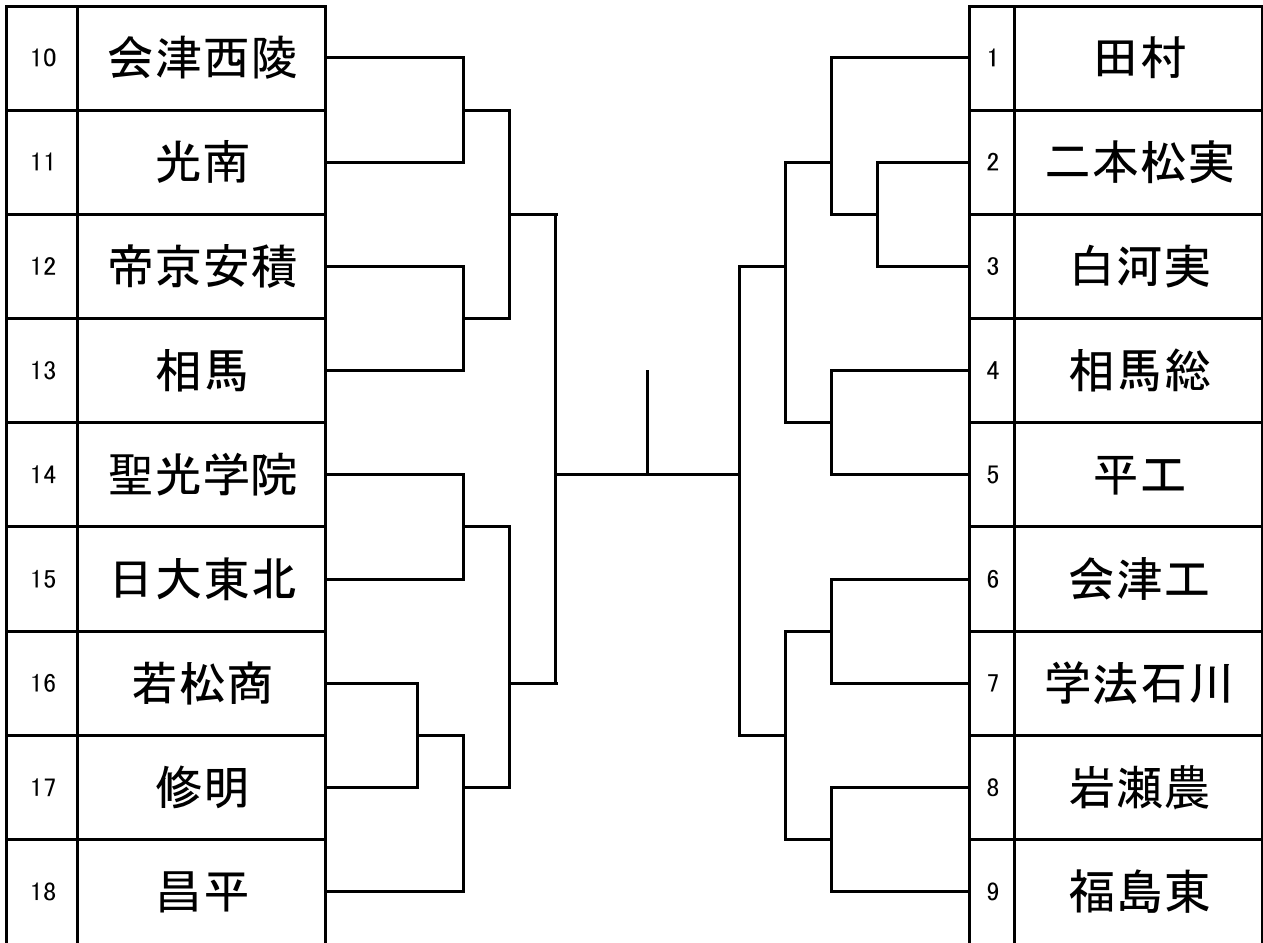 10 会津西陵
11 光南
12 帝京安積
13 相馬
14 聖光学院
15 日大東北
16 若松商
17 修明
18 昌平
1 田村
2 二本松実
3 白河実
4 相馬総
5 平工
6 会津工
7 学法石川
8 岩瀬農
9 福島東